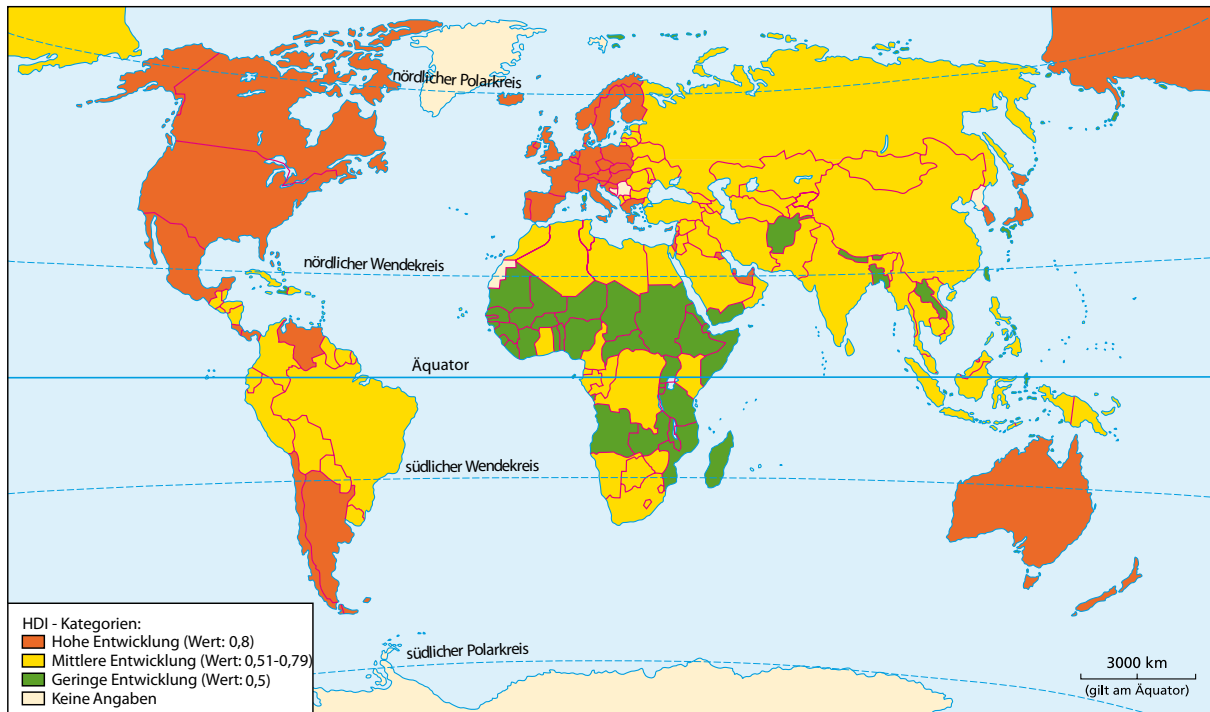 nördlicher Polarkreis
nördlicher Wendekreis
Äquator
südlicher Wendekreis
südlicher Polarkreis
HDI - Kategorien:
Hohe Entwicklung (Wert: 0,8)
Mittlere Entwicklung (Wert: 0,51-0,79)
Geringe Entwicklung (Wert: 0,5)
Keine Angaben
3000 km
(gilt am Äquator)